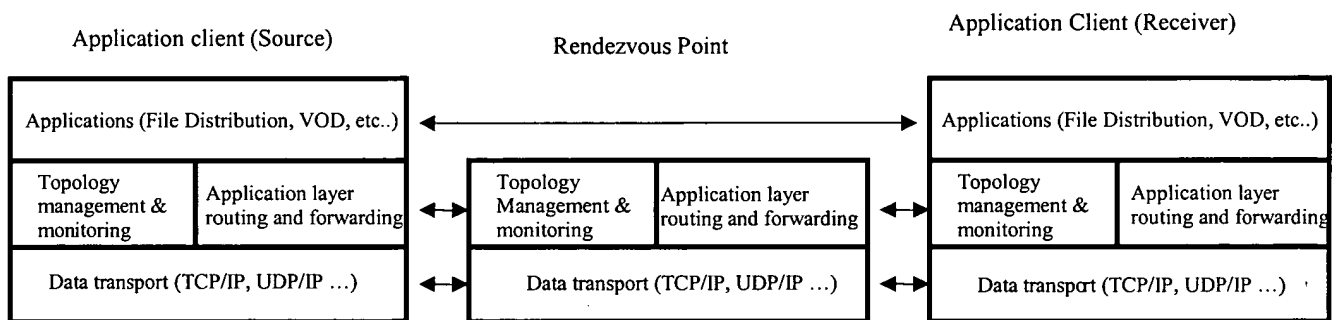 Application client (Source)
Rendezvous Point
Application Client (Receiver)
Applications (File Distribution, VOD, etc..)
Applications (File Distribution, VOD, etc..)
Topology
management &
monitoring
Application layer
routing and forwarding
Topology
Management &
monitoring
Application layer
routing and forwarding
Topology
management &
monitoring
Application layer
routing and forwarding
Data transport (TCP/IP, UDP/IP ...)
Data transport (TCP/IP, UDP/IP ...)
Data transport (TCP/IP, UDP/IP ...)